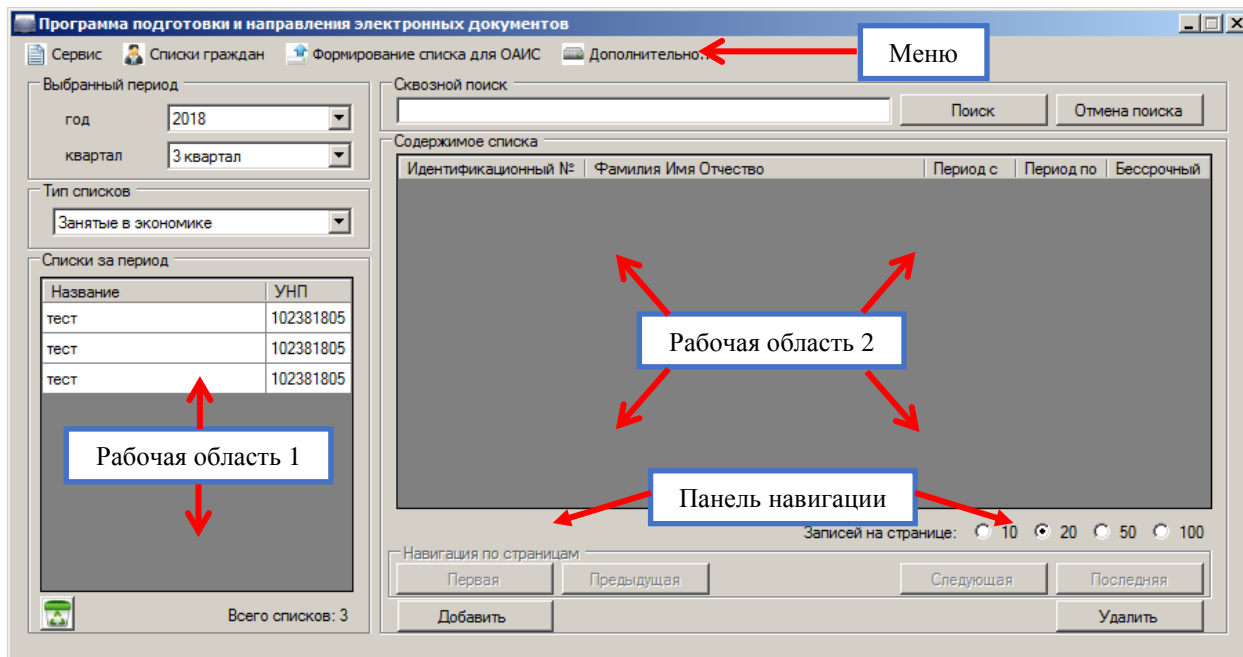 Программа подготовки и направления электронных документов
Сервис Списки граждан Формирование списка для ОАИС Дополнительно...
Меню
Выбранный период
год 2018
квартал 3 квартал
Тип списков
Занятые в экономике
Списки за период
Название УНП
тест 102381805
тест 102381805
тест 102381805
Рабочая область 1
Всего списков: 3
Сквозной поиск
Поиск Отмена поиска
Содержимое списка
Идентификационный № Фамилия Имя Отчество Период с Период по Бессрочный
Рабочая область 2
Панель навигации
Записей на странице: 10 20 50 100
Навигация по страницам
Первая Предыдущая Следующая Последняя
Добавить Удалить